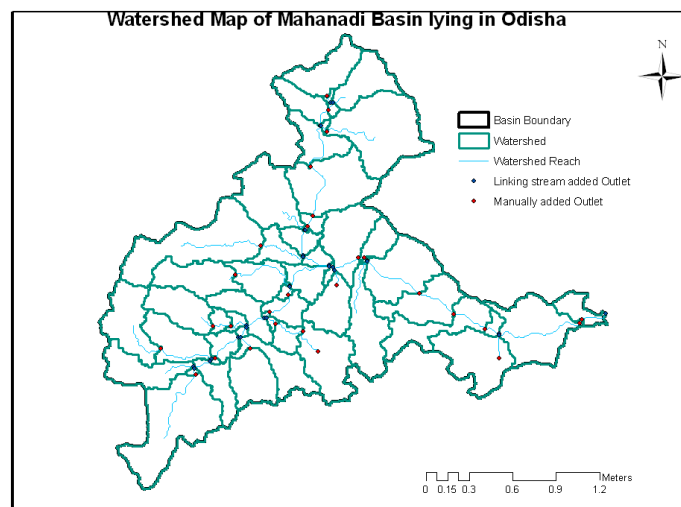 Watershed Map of Mahanadi Basin lying in Odisha
N
Basin Boundary
Watershed
Watershed Reach
Linking stream added Outlet
Manually added Outlet
Meters
0 0.15 0.3 0.6 0.9 1.2